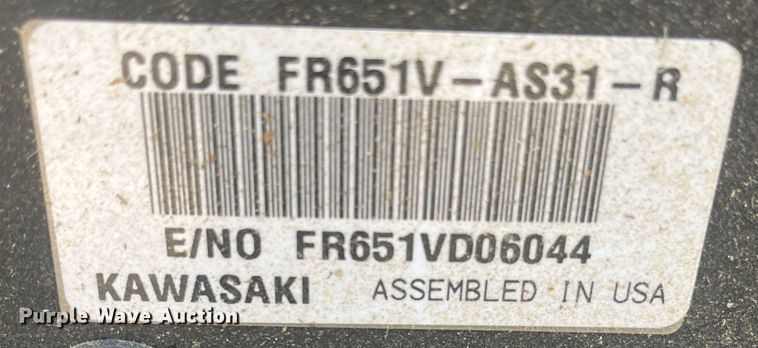 CODE FR651V-AS31-R
E/NO FR651VD06044
KAWASAKI ASSEMBLED IN USA
Purple Wave Auction